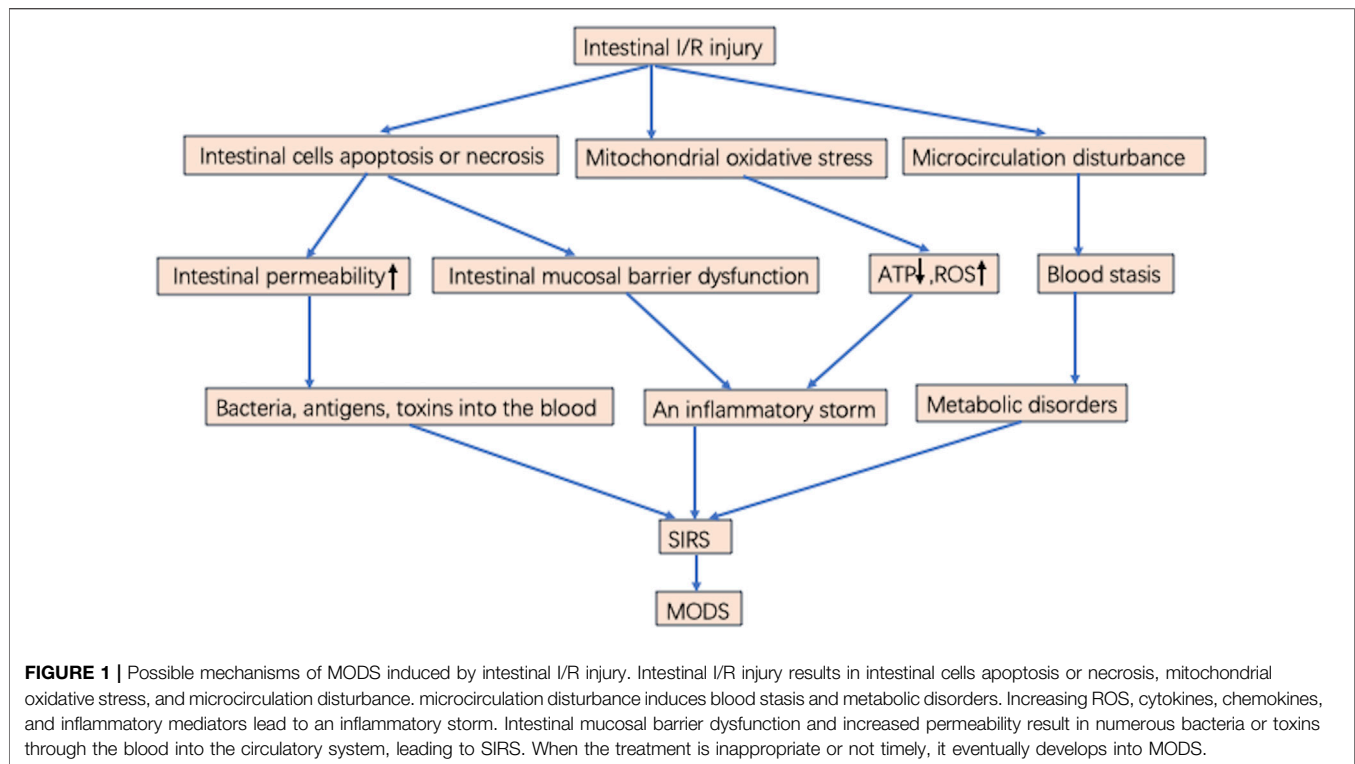 Intestinal I/R injury
Intestinal cells apoptosis or necrosis
Mitochondrial oxidative stress
Microcirculation disturbance
Intestinal permeability↑
Intestinal mucosal barrier dysfunction
ATP↓,ROS↑
Blood stasis
Bacteria, antigens, toxins into the blood
An inflammatory storm
Metabolic disorders
SIRS
MODS
FIGURE 1 | Possible mechanisms of MODS induced by intestinal I/R injury. Intestinal I/R injury results in intestinal cells apoptosis or necrosis, mitochondrial
oxidative stress, and microcirculation disturbance. microcirculation disturbance induces blood stasis and metabolic disorders. Increasing ROS, cytokines, chemokines,
and inflammatory mediators lead to an inflammatory storm. Intestinal mucosal barrier dysfunction and increased permeability result in numerous bacteria or toxins
through the blood into the circulatory system, leading to SIRS. When the treatment is inappropriate or not timely, it eventually develops into MODS.